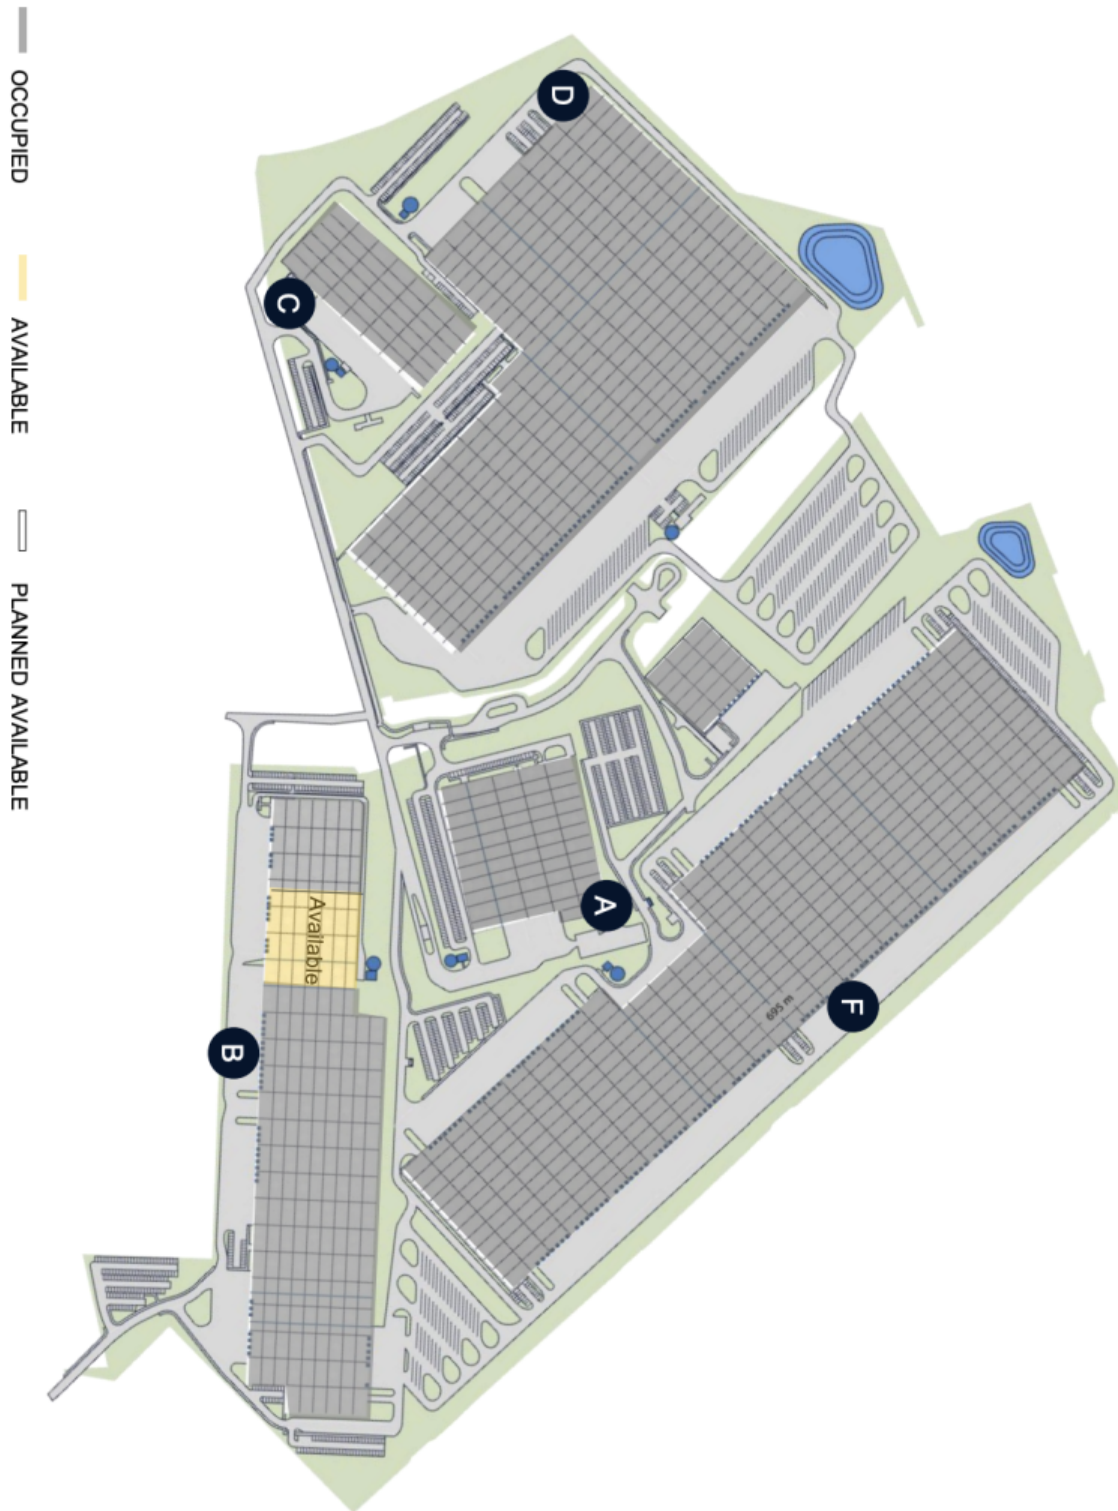 OCCUPIED
AVAILABLE
PLANNED AVAILABLE
D
C
A
Available
B
F
695 m